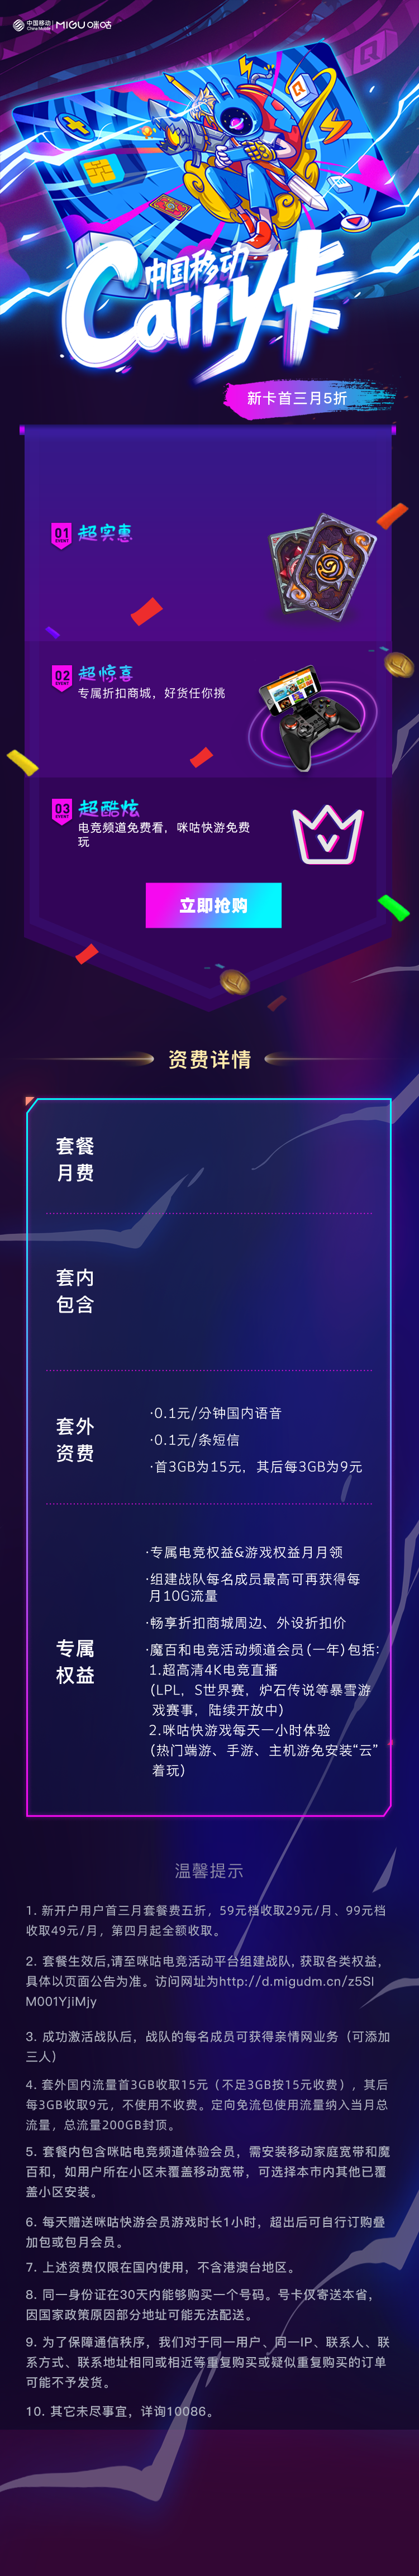 中国移动
China Mobile
MIGU 咪咕
中国移动
Carry卡
新卡首三月5折
01
EVENT
超实惠
02
EVENT
超惊喜
专属折扣商城，好货任你挑
03
EVENT
超酷炫
电竞频道免费看，咪咕快游免费
玩
立即抢购
资费详情
套餐
月费
套内
包含
套外
资费
·0.1元/分钟国内语音
·0.1元/条短信
·首3GB为15元，其后每3GB为9元
专属
权益
·专属电竞权益&游戏权益月月领
·组建战队每名成员最高可再获得每
月10G流量
·畅享折扣商城周边、外设折扣价
·魔百和电竞活动频道会员(一年)包括:
1.超高清4K电竞直播
(LPL，S世界赛，炉石传说等暴雪游
戏赛事，陆续开放中)
2.咪咕快游戏每天一小时体验
(热门端游、手游、主机游免安装“云”
着玩)
温馨提示
1. 新开户用户首三月套餐费五折，59元档收取29元/月、99元档
收取49元/月，第四月起全额收取。
2. 套餐生效后,请至咪咕电竞活动平台组建战队, 获取各类权益,
具体以页面公告为准。访问网址为http://d.migudm.cn/z5SI
M001YjiMjy
3. 成功激活战队后，战队的每名成员可获得亲情网业务（可添加
三人）
4. 套外国内流量首3GB收取15元（不足3GB按15元收费），其后
每3GB收取9元，不使用不收费。定向免流包使用流量纳入当月总
流量，总流量200GB封顶。
5. 套餐内包含咪咕电竞频道体验会员，需安装移动家庭宽带和魔
百和，如用户所在小区未覆盖移动宽带，可选择本市内其他已覆
盖小区安装。
6. 每天赠送咪咕快游会员游戏时长1小时，超出后可自行订购叠
加包或包月会员。
7. 上述资费仅限在国内使用，不含港澳台地区。
8. 同一身份证在30天内能够购买一个号码。号卡仅寄送本省，
因国家政策原因部分地址可能无法配送。
9. 为了保障通信秩序，我们对于同一用户、同一IP、联系人、联
系方式、联系地址相同或相近等重复购买或疑似重复购买的订单
可能不予发货。
10. 其它未尽事宜，详询10086。